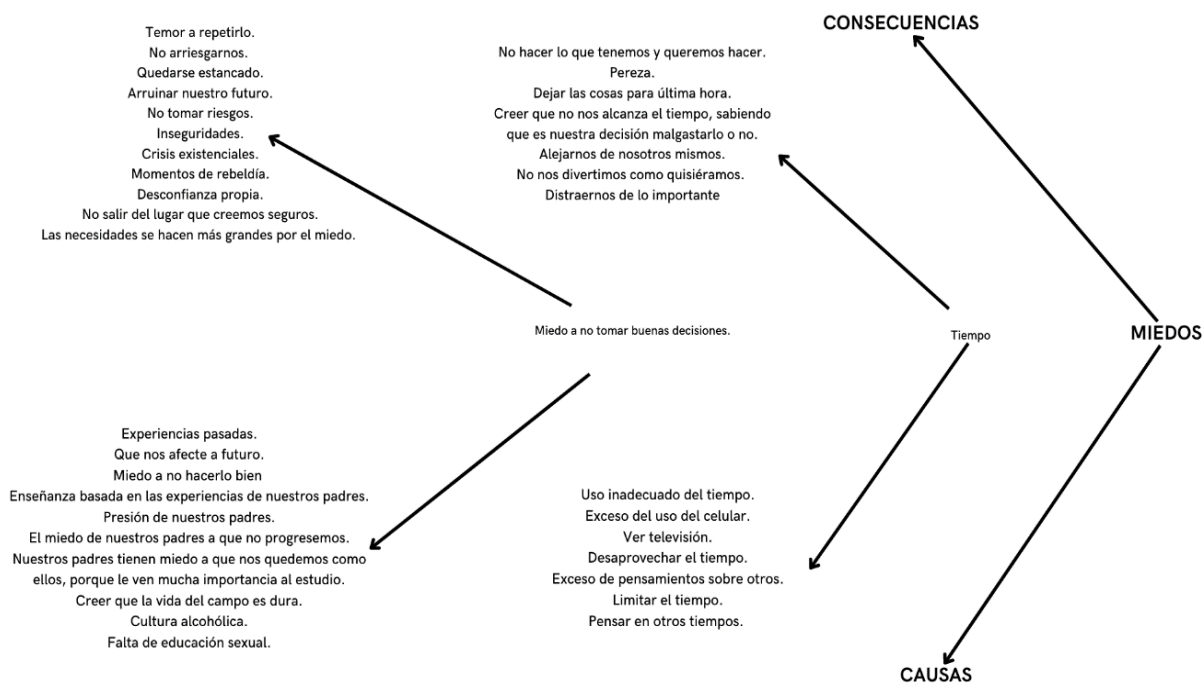 CONSECUENCIAS
Temor a repetirlo.
No arriesgarnos.
Quedarse estancado.
Arruinar nuestro futuro.
No tomar riesgos.
Inseguridades.
Crisis existenciales.
Momentos de rebeldía.
Desconfianza propia.
No salir del lugar que creemos seguros.
Las necesidades se hacen más grandes por el miedo.
No hacer lo que tenemos y queremos hacer.
Pereza.
Dejar las cosas para última hora.
Creer que no nos alcanza el tiempo, sabiendo
que es nuestra decisión malgastarlo o no.
Alejarnos de nosotros mismos.
No nos divertimos como quisiéramos.
Distraernos de lo importante
Miedo a no tomar buenas decisiones.
Tiempo
MIEDOS
Experiencias pasadas.
Que nos afecte a futuro.
Miedo a no hacerlo bien
Enseñanza basada en las experiencias de nuestros padres.
Presión de nuestros padres.
El miedo de nuestros padres a que no progresemos.
Nuestros padres tienen miedo a que nos quedemos como
ellos, porque le ven mucha importancia al estudio.
Creer que la vida del campo es dura.
Cultura alcohólica.
Falta de educación sexual.
Uso inadecuado del tiempo.
Exceso del uso del celular.
Ver televisión.
Desaprovechar el tiempo.
Exceso de pensamientos sobre otros.
Limitar el tiempo.
Pensar en otros tiempos.
CAUSAS